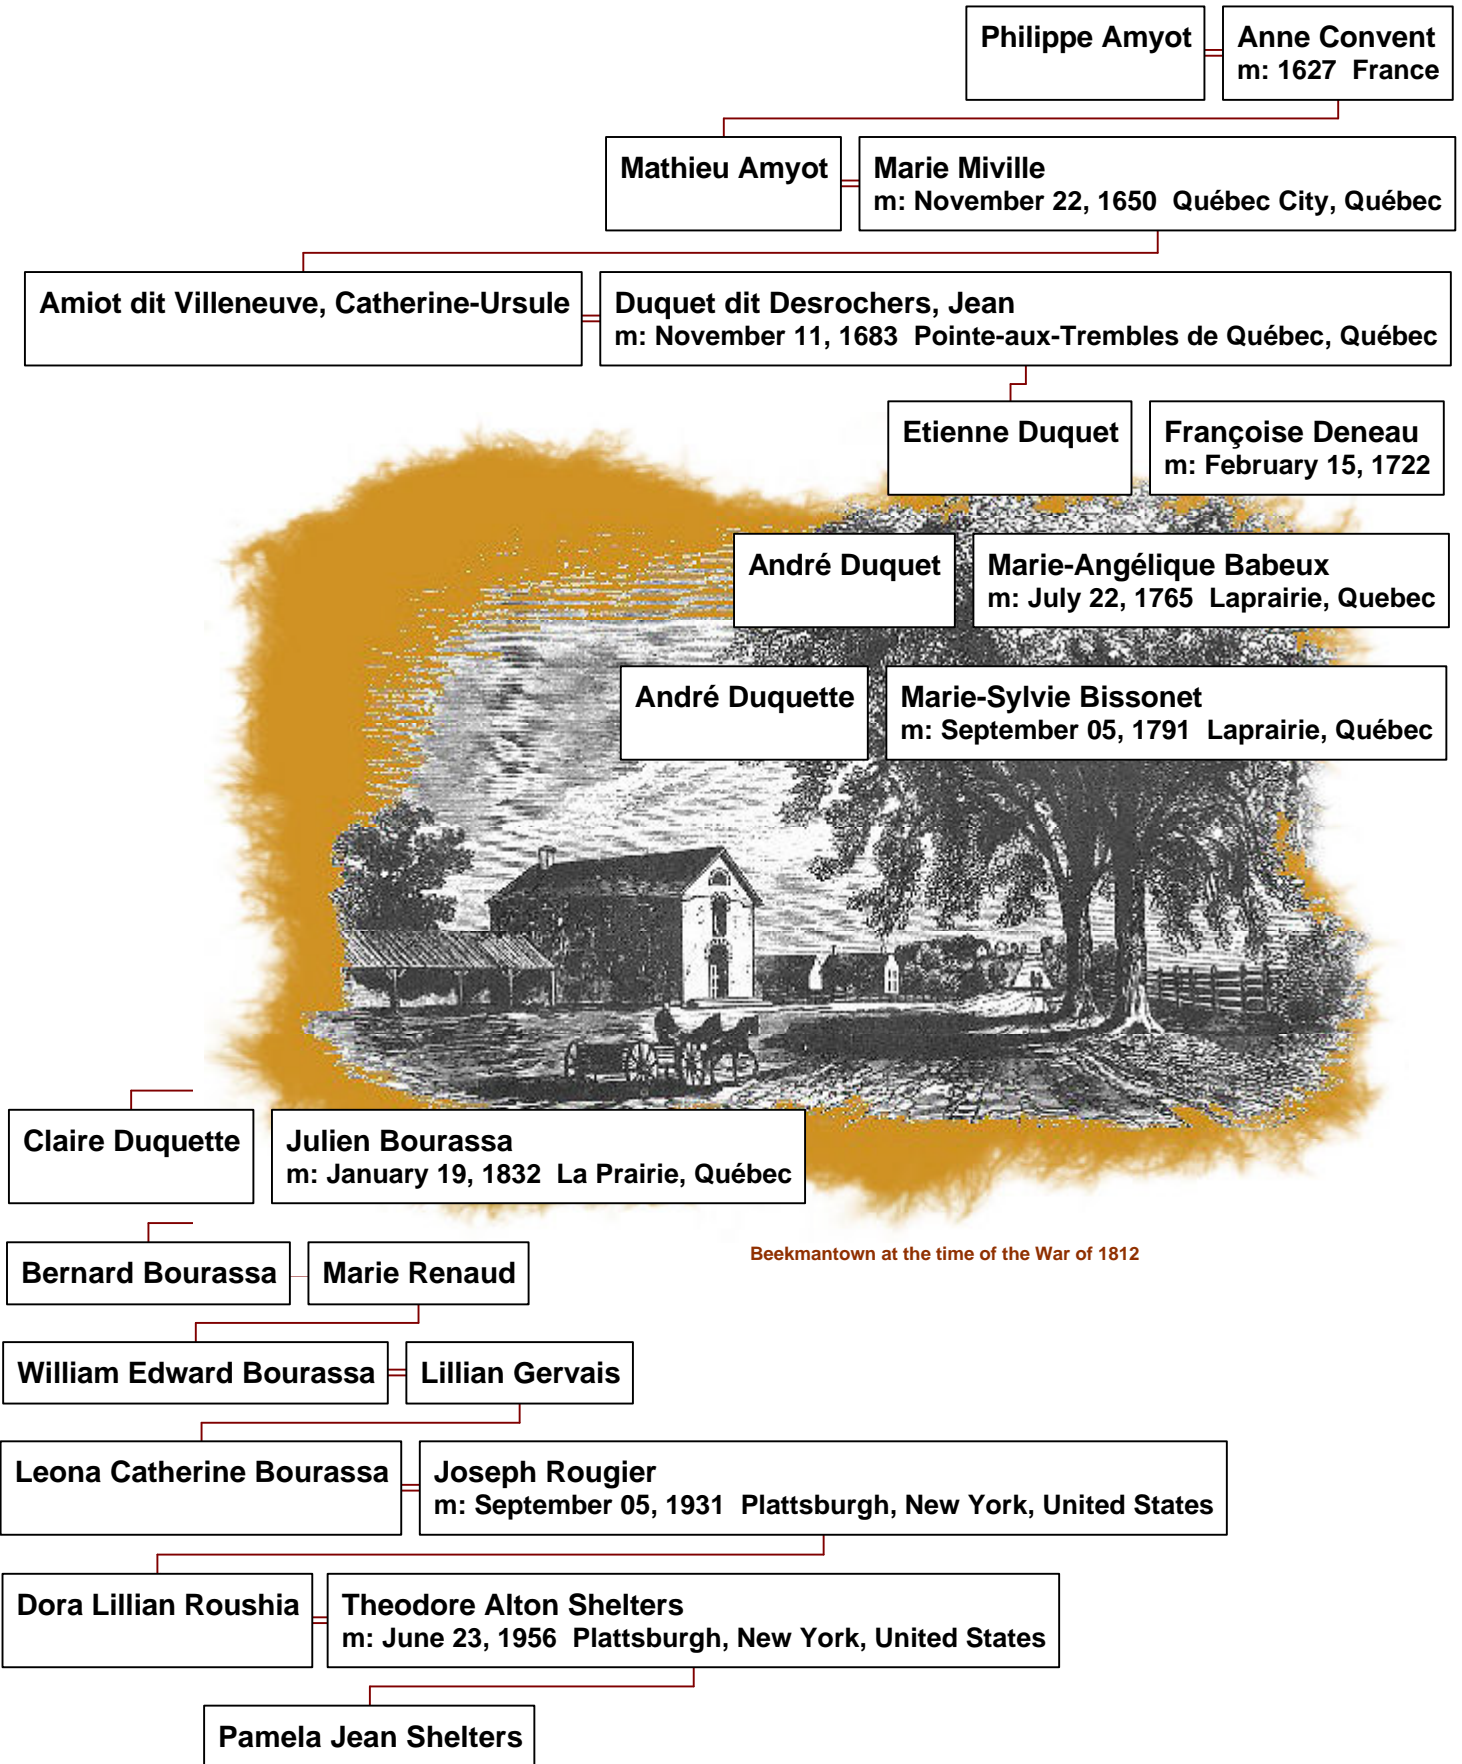 Philippe Amyot
Anne Convent
m: 1627 France
Mathieu Amyot
Marie Miville
m: November 22, 1650 Québec City, Québec
Amiot dit Villeneuve, Catherine-Ursule
Duquet dit Desrochers, Jean
m: November 11, 1683 Pointe-aux-Trembles de Québec, Québec
Etienne Duquet
Françoise Deneau
m: February 15, 1722
André Duquet
Marie-Angélique Babeux
m: July 22, 1765 Laprairie, Quebec
André Duquette
Marie-Sylvie Bissonet
m: September 05, 1791 Laprairie, Québec
Claire Duquette
Julien Bourassa
m: January 19, 1832 La Prairie, Québec
Beekmantown at the time of the War of 1812
Bernard Bourassa
Marie Renaud
William Edward Bourassa
Lillian Gervais
Leona Catherine Bourassa
Joseph Rougier
m: September 05, 1931 Plattsburgh, New York, United States
Dora Lillian Roushia
Theodore Alton Shelters
m: June 23, 1956 Plattsburgh, New York, United States
Pamela Jean Shelters